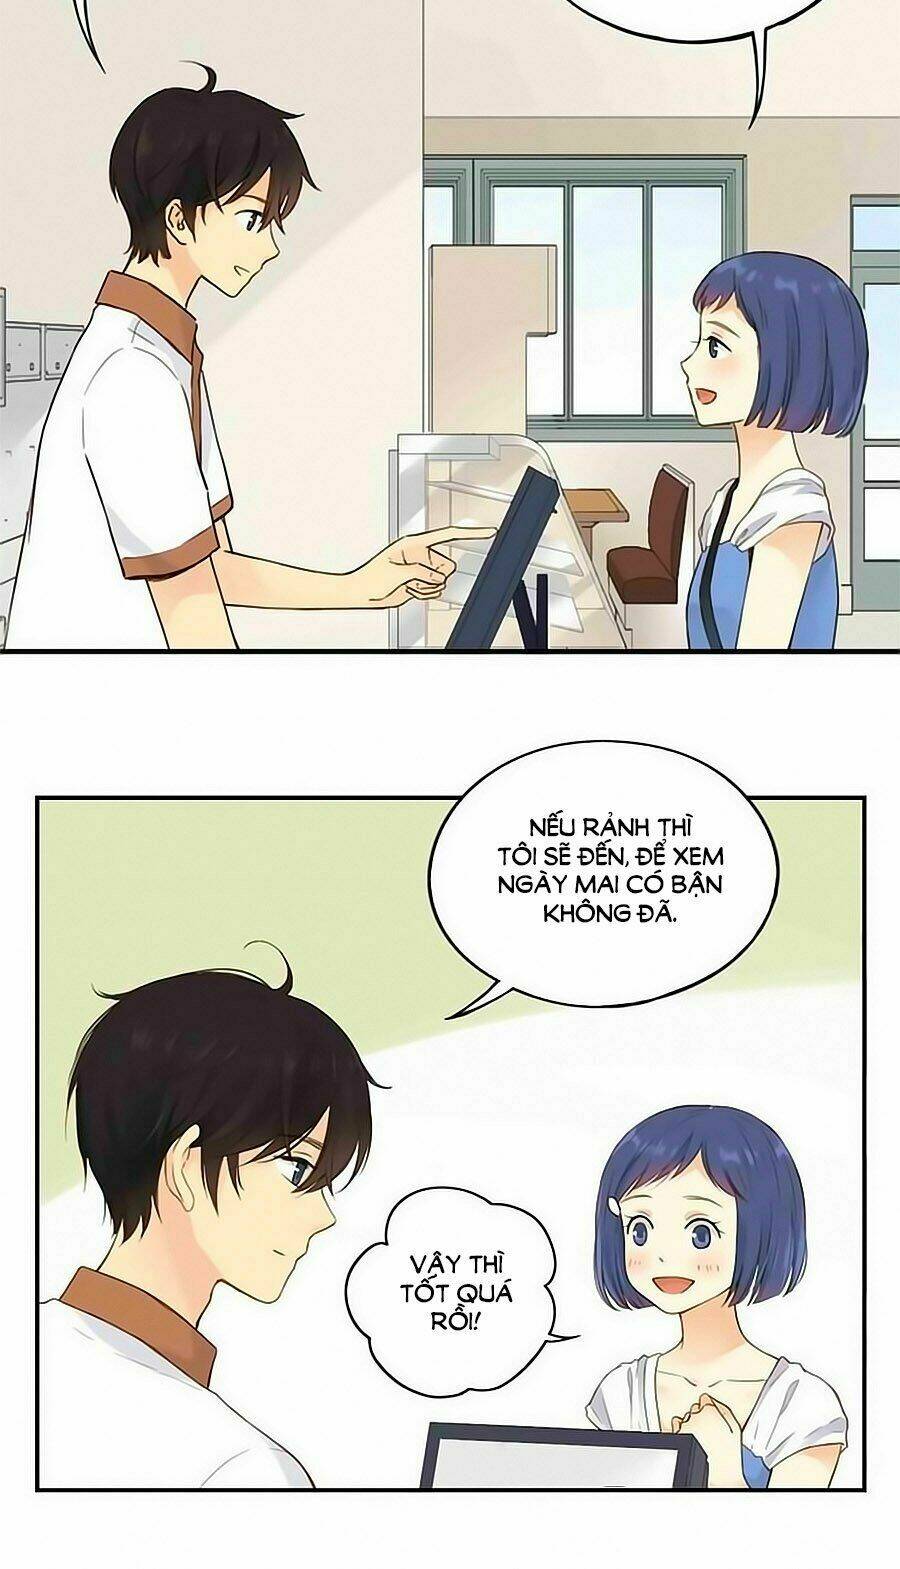 NẾU RẢNH THÌ
TÔI SẼ ĐẾN, ĐỂ XEM
NGÀY MAI CÓ BẬN
KHÔNG ĐÃ.
VẬY THÌ
TỐT QUÁ
RỒI!